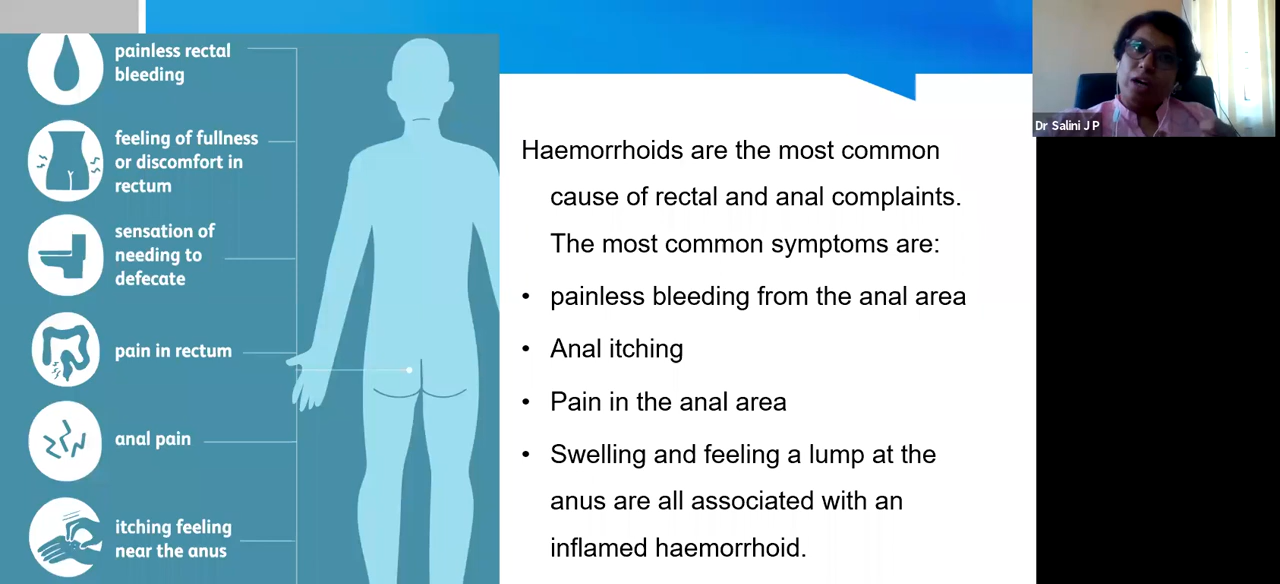 painless rectal
bleeding
feeling of fullness
or discomfort in
rectum
sensation of
needing to
defecate
pain in rectum
anal pain
itching feeling
near the anus
Haemorrhoids are the most common
cause of rectal and anal complaints.
The most common symptoms are:
• painless bleeding from the anal area
• Anal itching
• Pain in the anal area
• Swelling and feeling a lump at the
anus are all associated with an
inflamed haemorrhoid.
Dr Salini J P